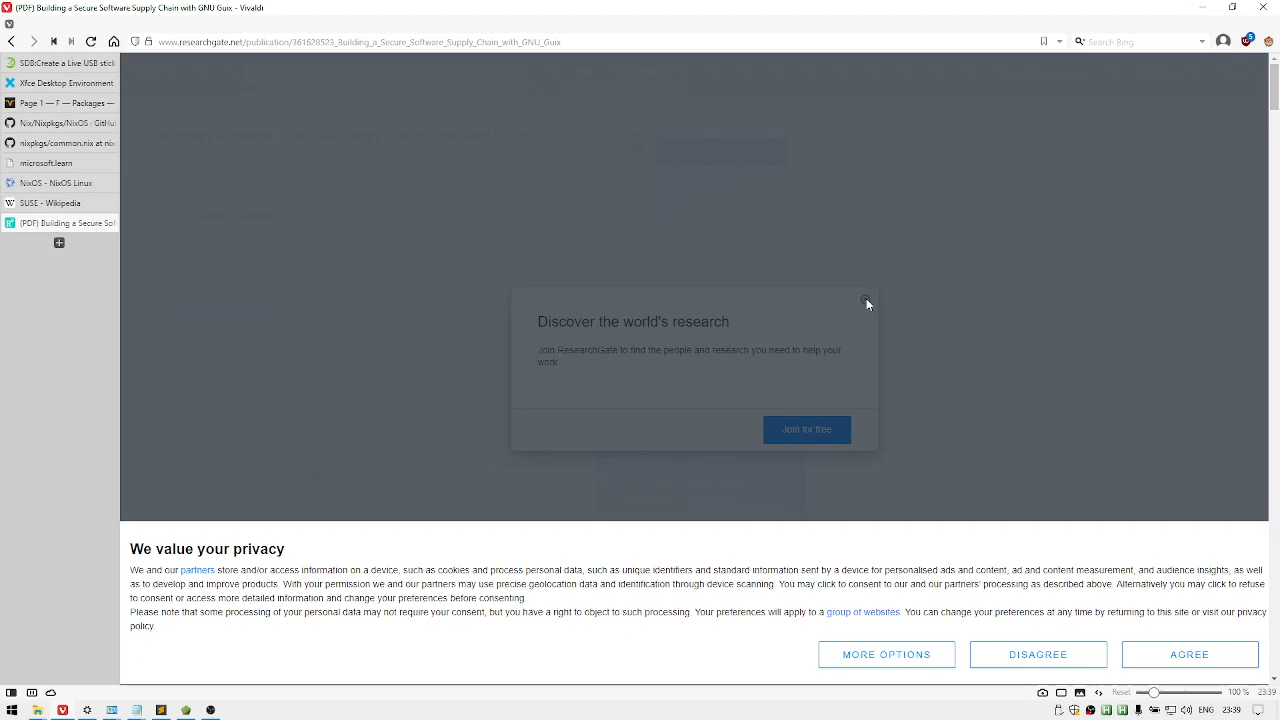 (PDF) Building a Secure Software Supply Chain with GNU Guix - Vivaldi
www.researchgate.net/publication/361628523_Building_a_Secure_Software_Supply_Chain_with_GNU_Guix
Search Bing
5
SDB:Create a Live USB stick
Xfce Desktop Environment
Page 1 — F — Packages —
Nix/Nixpkgs/NixOS · GitHub
nixpkgs/common.nix at nix
microsoft.learn
NixOS - NixOS Linux
SUSE - Wikipedia
(PDF) Building a Secure Sof
Discover the world's research
Join ResearchGate to find the people and research you need to help your
work.
Join for free
We value your privacy
We and our partners store and/or access information on a device, such as cookies and process personal data, such as unique identifiers and standard information sent by a device for personalised ads and content, ad and content measurement, and audience insights, as well
as to develop and improve products. With your permission we and our partners may use precise geolocation data and identification through device scanning. You may click to consent to our and our partners' processing as described above. Alternatively you may click to refuse
to consent or access more detailed information and change your preferences before consenting.
Please note that some processing of your personal data may not require your consent, but you have a right to object to such processing. Your preferences will apply to a group of websites. You can change your preferences at any time by returning to this site or visit our privacy
policy.
MORE OPTIONS
DISAGREE
AGREE
Reset
100 %
23:39
ENG
23:39